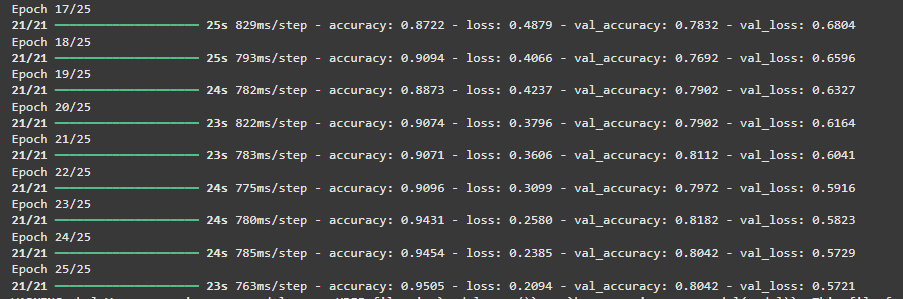 Epoch 17/25
21/21 ━━━━━━━━━━━━━━━━━━━━ 25s 829ms/step - accuracy: 0.8722 - loss: 0.4879 - val_accuracy: 0.7832 - val_loss: 0.6804
Epoch 18/25
21/21 ━━━━━━━━━━━━━━━━━━━━ 25s 793ms/step - accuracy: 0.9094 - loss: 0.4066 - val_accuracy: 0.7692 - val_loss: 0.6596
Epoch 19/25
21/21 ━━━━━━━━━━━━━━━━━━━━ 24s 782ms/step - accuracy: 0.8873 - loss: 0.4237 - val_accuracy: 0.7902 - val_loss: 0.6327
Epoch 20/25
21/21 ━━━━━━━━━━━━━━━━━━━━ 23s 822ms/step - accuracy: 0.9074 - loss: 0.3796 - val_accuracy: 0.7902 - val_loss: 0.6164
Epoch 21/25
21/21 ━━━━━━━━━━━━━━━━━━━━ 23s 783ms/step - accuracy: 0.9071 - loss: 0.3606 - val_accuracy: 0.8112 - val_loss: 0.6041
Epoch 22/25
21/21 ━━━━━━━━━━━━━━━━━━━━ 24s 775ms/step - accuracy: 0.9096 - loss: 0.3099 - val_accuracy: 0.7972 - val_loss: 0.5916
Epoch 23/25
21/21 ━━━━━━━━━━━━━━━━━━━━ 24s 780ms/step - accuracy: 0.9431 - loss: 0.2580 - val_accuracy: 0.8182 - val_loss: 0.5823
Epoch 24/25
21/21 ━━━━━━━━━━━━━━━━━━━━ 24s 785ms/step - accuracy: 0.9454 - loss: 0.2385 - val_accuracy: 0.8042 - val_loss: 0.5729
Epoch 25/25
21/21 ━━━━━━━━━━━━━━━━━━━━ 23s 763ms/step - accuracy: 0.9505 - loss: 0.2094 - val_accuracy: 0.8042 - val_loss: 0.5721